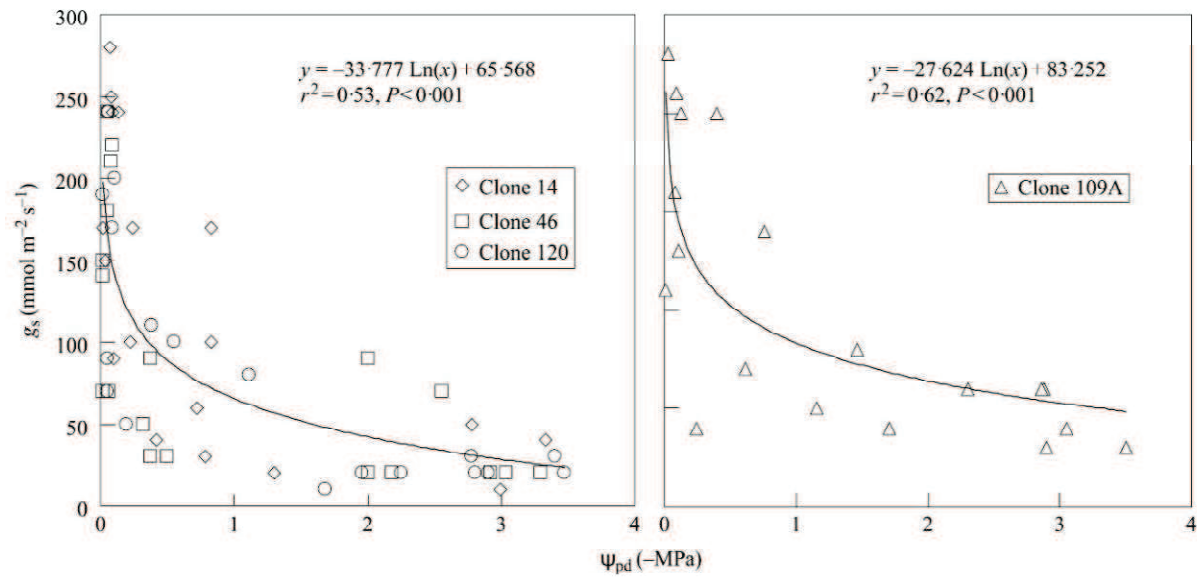 300
250
200
150
100
50
0
gs (mmol m−2 s−1)
y = −33·777 Ln(x) + 65·568
r2 = 0·53, P < 0·001
Clone 14
Clone 46
Clone 120
0 1 2 3 4
y = −27·624 Ln(x) + 83·252
r2 = 0·62, P < 0·001
Clone 109A
0 1 2 3 4
Ψpd (−MPa)